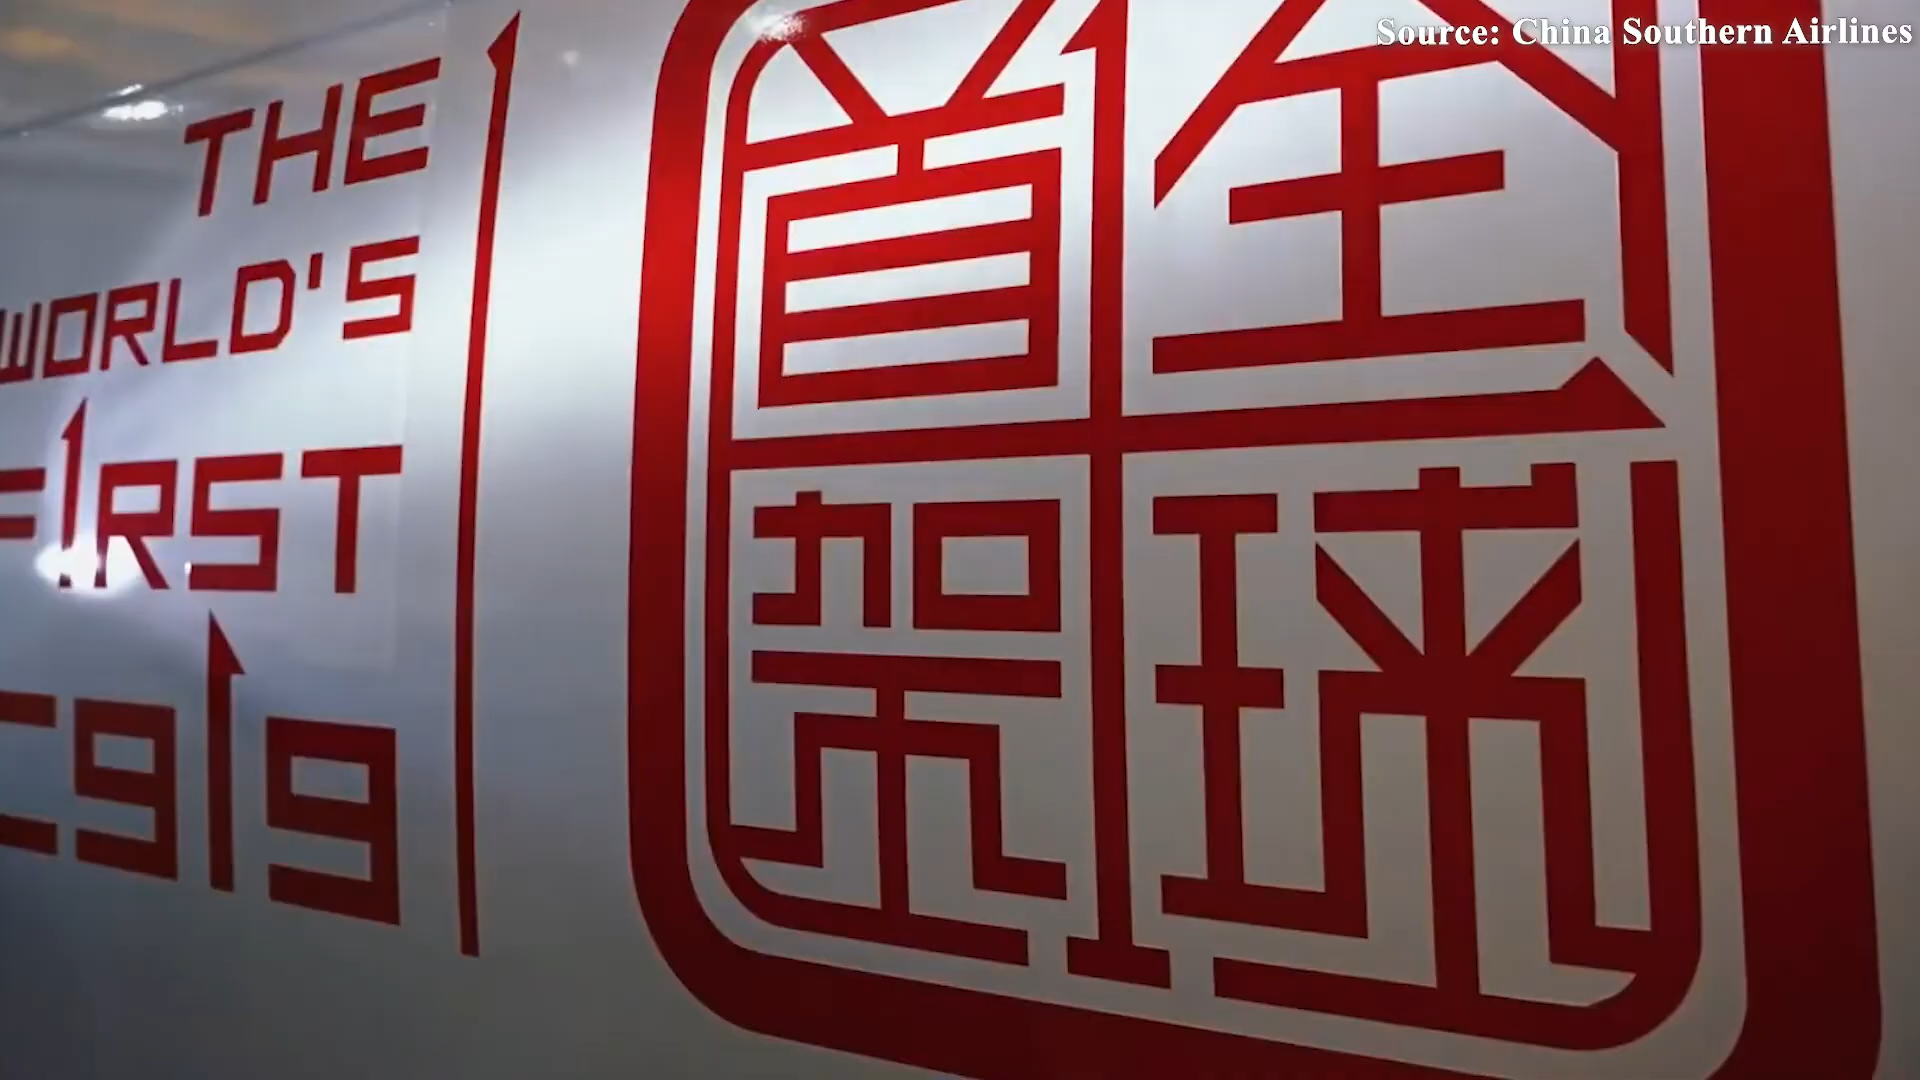 Source: China Southern Airlines
THE
WORLD'S
FIRST
C919
全球
首架